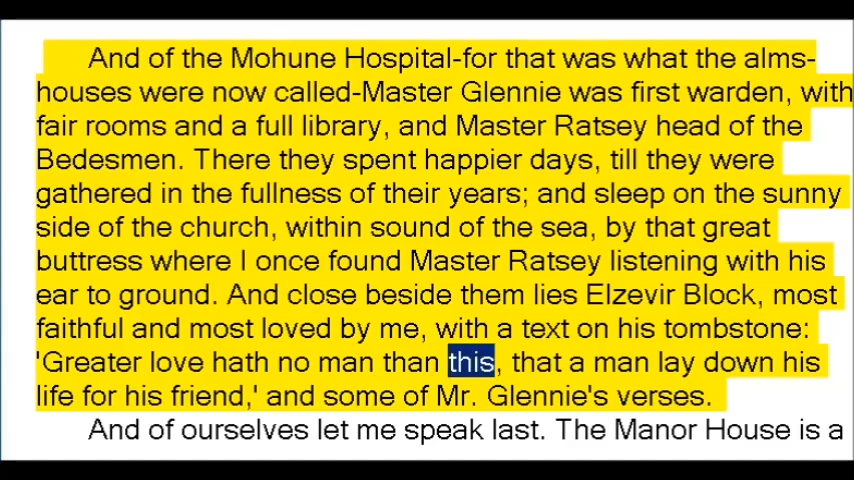 And of the Mohune Hospital-for that was what the alms-
houses were now called-Master Glennie was first warden, with
fair rooms and a full library, and Master Ratsey head of the
Bedesmen. There they spent happier days, till they were
gathered in the fullness of their years; and sleep on the sunny
side of the church, within sound of the sea, by that great
buttress where I once found Master Ratsey listening with his
ear to ground. And close beside them lies Elzevir Block, most
faithful and most loved by me, with a text on his tombstone:
'Greater love hath no man than this, that a man lay down his
life for his friend,' and some of Mr. Glennie's verses.
And of ourselves let me speak last. The Manor House is a